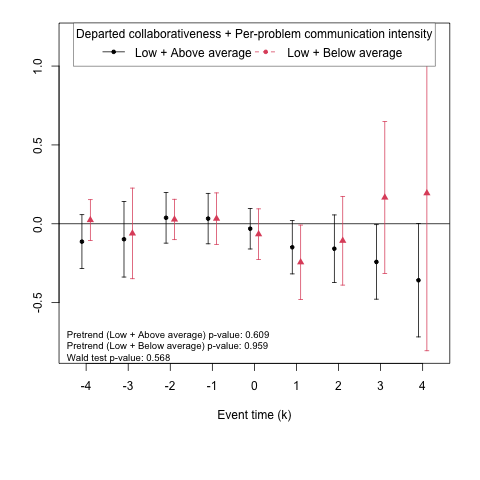 Departed collaborativeness + Per-problem communication intensity
Low + Above average Low + Below average
1.0
0.5
0.0
-0.5
Pretrend (Low + Above average) p-value: 0.609
Pretrend (Low + Below average) p-value: 0.959
Wald test p-value: 0.568
-4 -3 -2 -1 0 1 2 3 4
Event time (k)